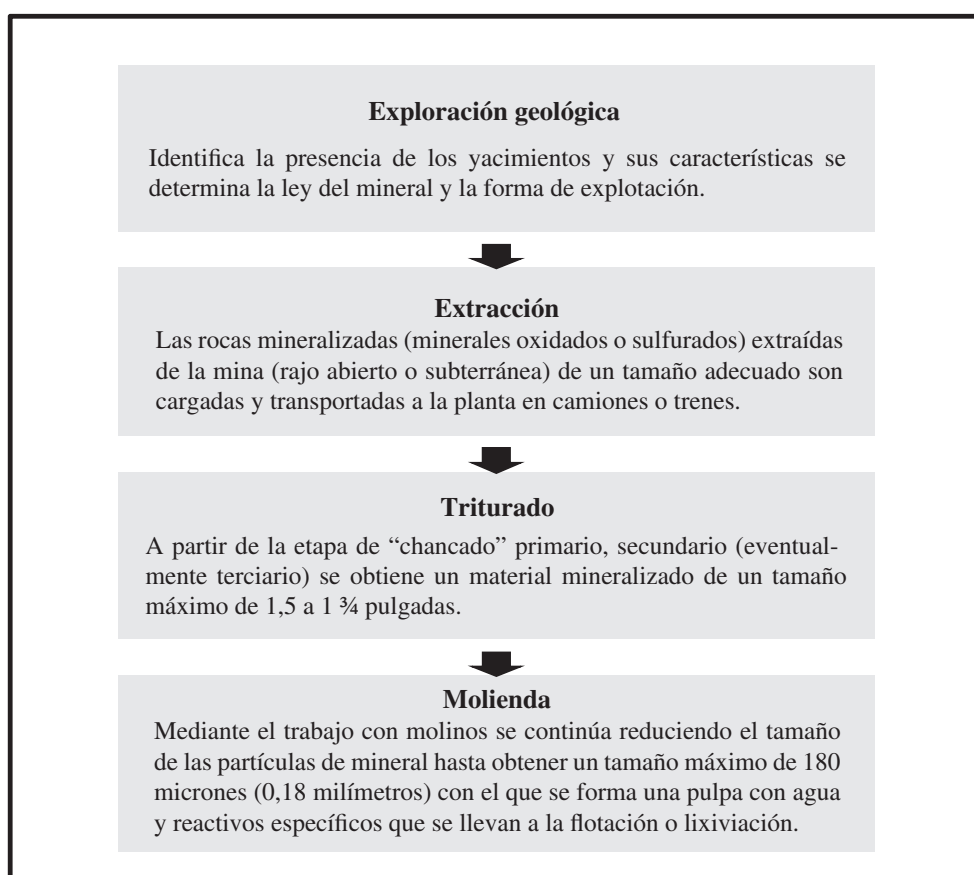 Exploración geológica
Identifica la presencia de los yacimientos y sus características se
determina la ley del mineral y la forma de explotación.
Extracción
Las rocas mineralizadas (minerales oxidados o sulfurados) extraídas
de la mina (rajo abierto o subterránea) de un tamaño adecuado son
cargadas y transportadas a la planta en camiones o trenes.
Triturado
A partir de la etapa de “chancado” primario, secundario (eventual-
mente terciario) se obtiene un material mineralizado de un tamaño
máximo de 1,5 a 1 ¾ pulgadas.
Molienda
Mediante el trabajo con molinos se continúa reduciendo el tamaño
de las partículas de mineral hasta obtener un tamaño máximo de 180
micrones (0,18 milímetros) con el que se forma una pulpa con agua
y reactivos específicos que se llevan a la flotación o lixiviación.